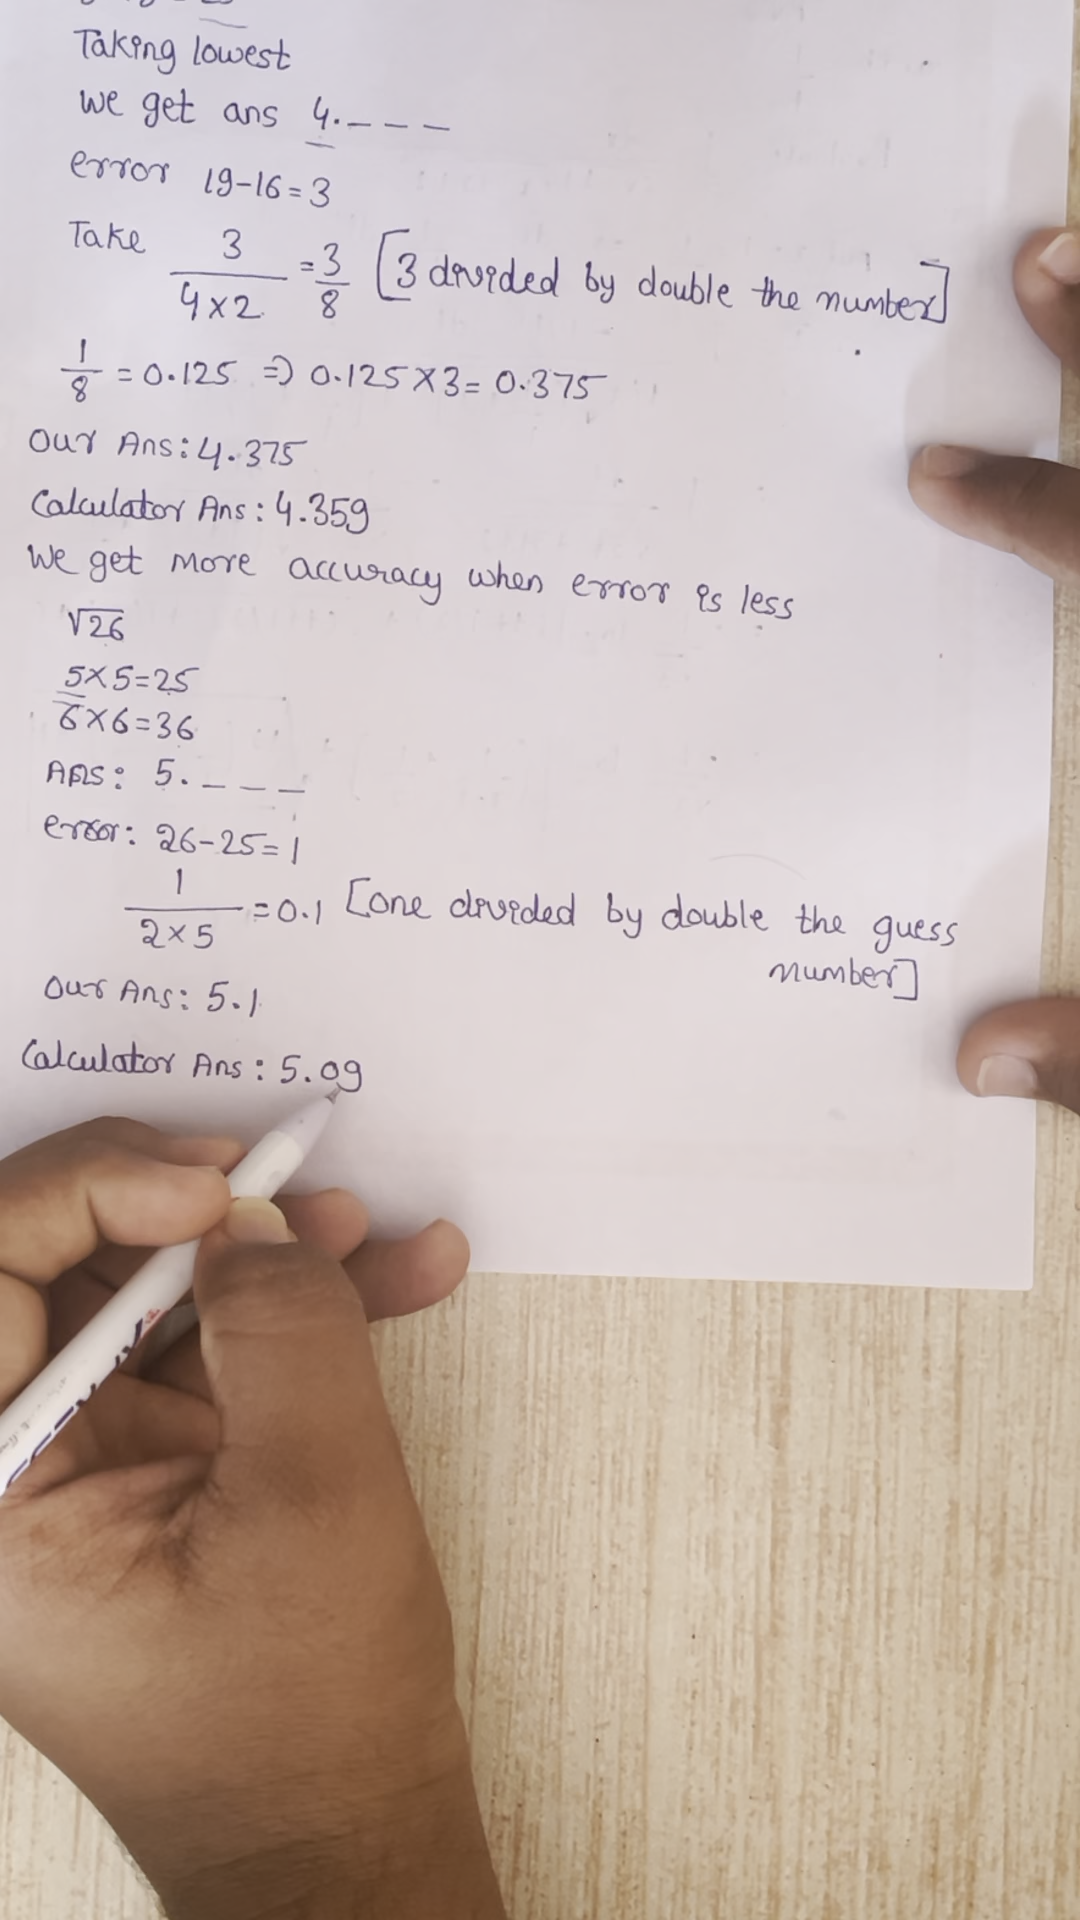 Taking lowest
We get ans 4.---
error 19-16=3
Take 3/(4×2) = 3/8 [3 divided by double the number]
1/8 = 0.125 ⇒ 0.125×3= 0.375
Our Ans: 4.375
Calculator Ans: 4.359
We get more accuracy when error is less
√26
5×5=25
6×6=36
Ans: 5.---
error: 26-25=1
1/(2×5) =0.1 [one divided by double the guess
number]
Our Ans: 5.1
Calculator Ans: 5.09